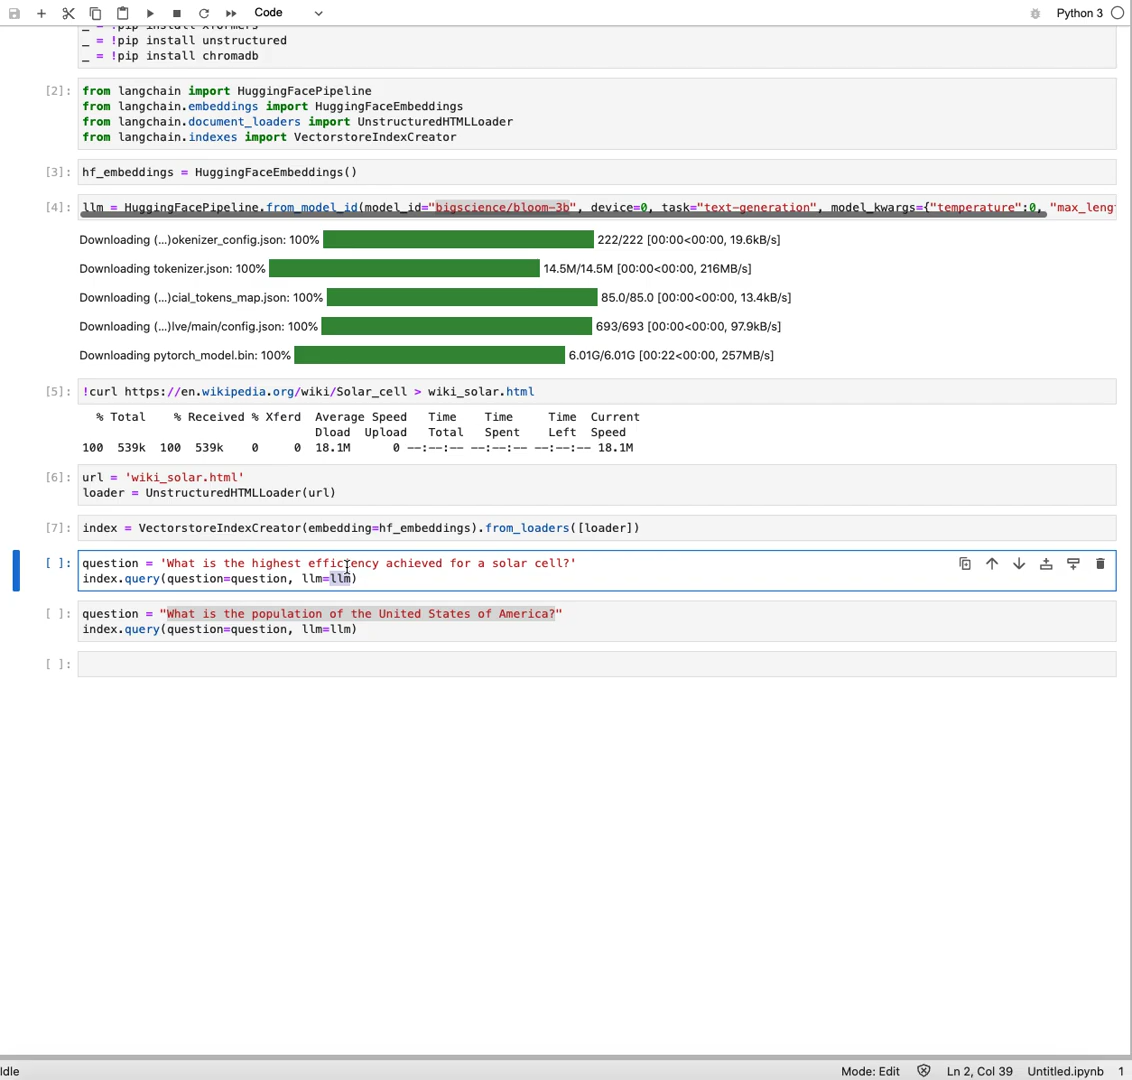 Code
Python 3
_ = !pip install xformers
_ = !pip install unstructured
_ = !pip install chromadb
[2]:
from langchain import HuggingFacePipeline
from langchain.embeddings import HuggingFaceEmbeddings
from langchain.document_loaders import UnstructuredHTMLLoader
from langchain.indexes import VectorstoreIndexCreator
[3]:
hf_embeddings = HuggingFaceEmbeddings()
[4]:
llm = HuggingFacePipeline.from_model_id(model_id="bigscience/bloom-3b", device=0, task="text-generation", model_kwargs={"temperature":0, "max_leng
Downloading (...)okenizer_config.json: 100% 222/222 [00:00<00:00, 19.6kB/s]
Downloading tokenizer.json: 100% 14.5M/14.5M [00:00<00:00, 216MB/s]
Downloading (...)cial_tokens_map.json: 100% 85.0/85.0 [00:00<00:00, 13.4kB/s]
Downloading (...)lve/main/config.json: 100% 693/693 [00:00<00:00, 97.9kB/s]
Downloading pytorch_model.bin: 100% 6.01G/6.01G [00:22<00:00, 257MB/s]
[5]:
!curl https://en.wikipedia.org/wiki/Solar_cell > wiki_solar.html
% Total % Received % Xferd Average Speed Time Time Time Current
Dload Upload Total Spent Left Speed
100 539k 100 539k 0 0 18.1M 0 --:--:-- --:--:-- --:--:-- 18.1M
[6]:
url = 'wiki_solar.html'
loader = UnstructuredHTMLLoader(url)
[7]:
index = VectorstoreIndexCreator(embedding=hf_embeddings).from_loaders([loader])
[ ]:
question = 'What is the highest efficiency achieved for a solar cell?'
index.query(question=question, llm=llm)
[ ]:
question = "What is the population of the United States of America?"
index.query(question=question, llm=llm)
[ ]:
Idle
Mode: Edit
Ln 2, Col 39
Untitled.ipynb
1